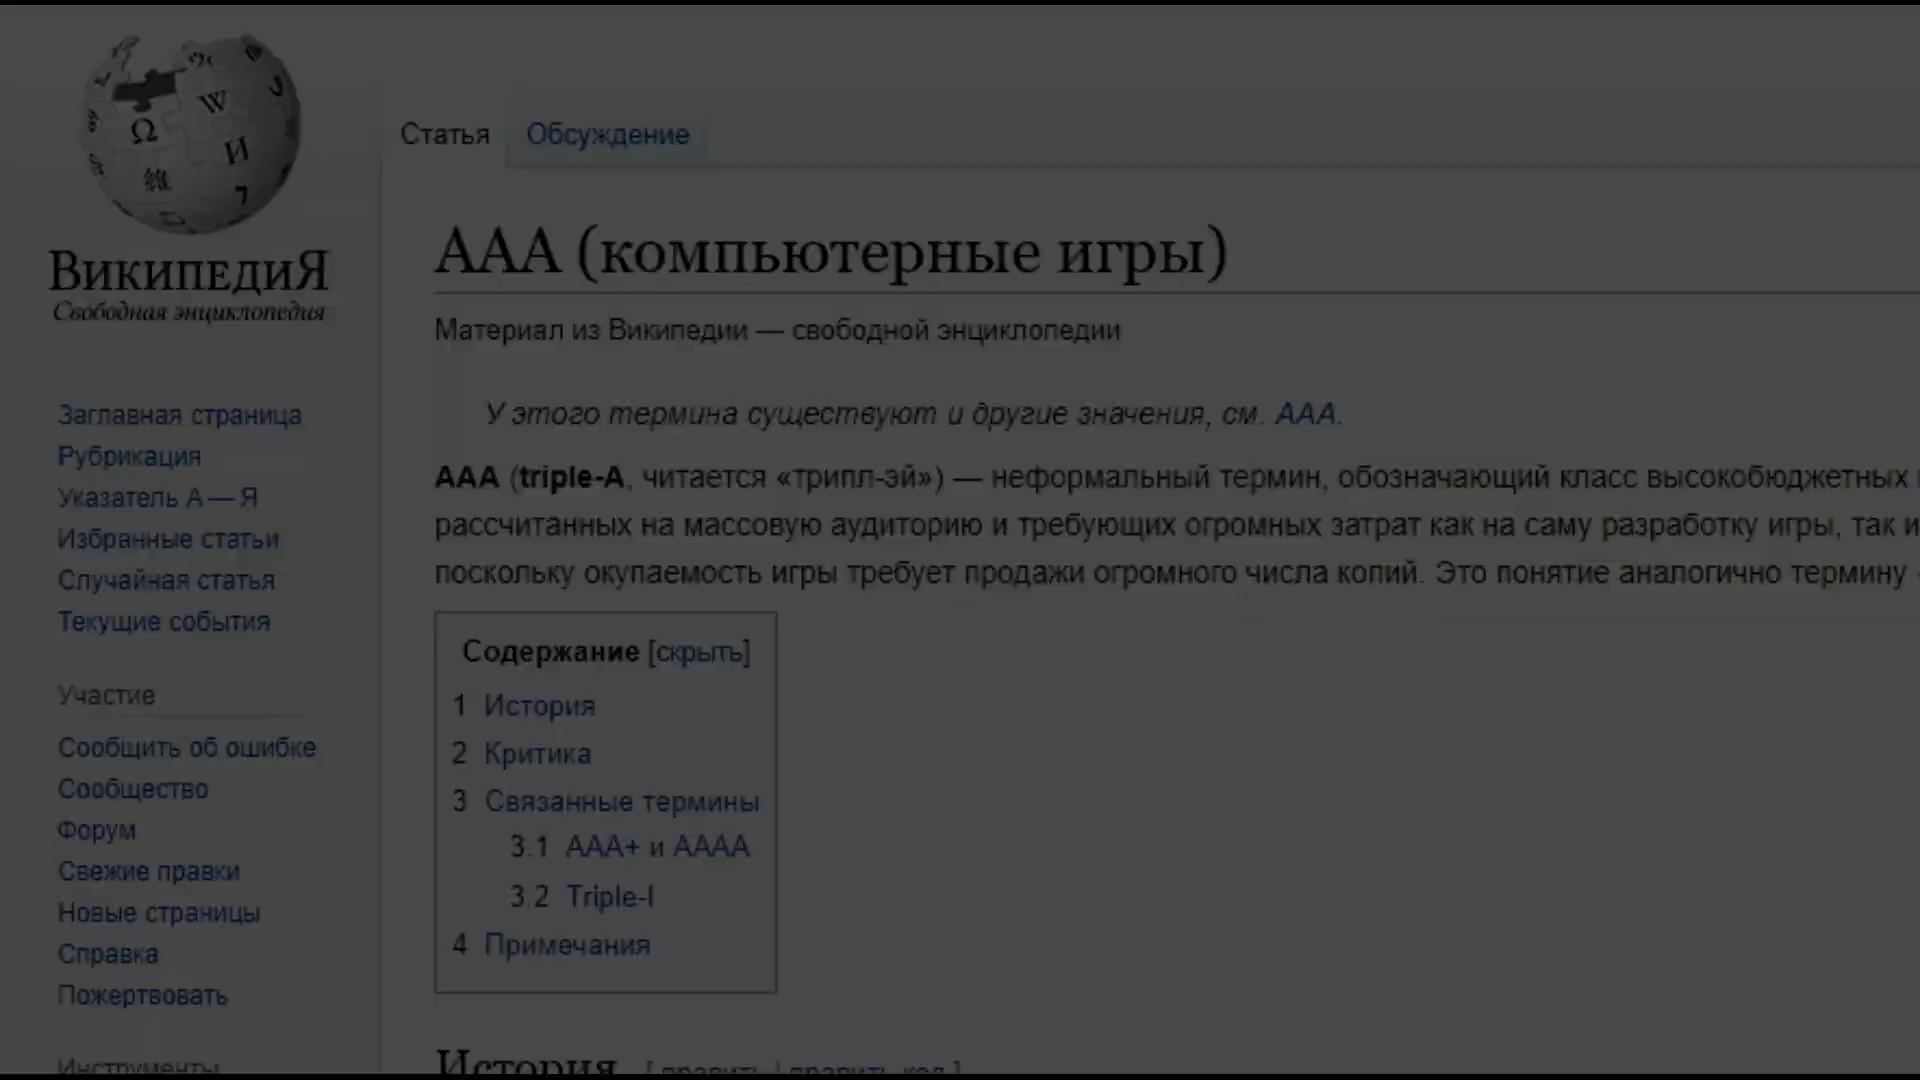 ВикипедиЯ
Свободная энциклопедия
Заглавная страница
Рубрикация
Указатель А — Я
Избранные статьи
Случайная статья
Текущие события
Участие
Сообщить об ошибке
Сообщество
Форум
Свежие правки
Новые страницы
Справка
Пожертвовать
Инструменты
Статья
Обсуждение
AAA (компьютерные игры)
Материал из Википедии — свободной энциклопедии
У этого термина существуют и другие значения, см. AAA.
AAA (triple-A, читается «трипл-эй») — неформальный термин, обозначающий класс высокобюджетных
рассчитанных на массовую аудиторию и требующих огромных затрат как на саму разработку игры, так и
поскольку окупаемость игры требует продажи огромного числа копий. Это понятие аналогично термину
Содержание [скрыть]
1 История
2 Критика
3 Связанные термины
3.1 AAA+ и AAAA
3.2 Triple-I
4 Примечания
История [ править | править код ]